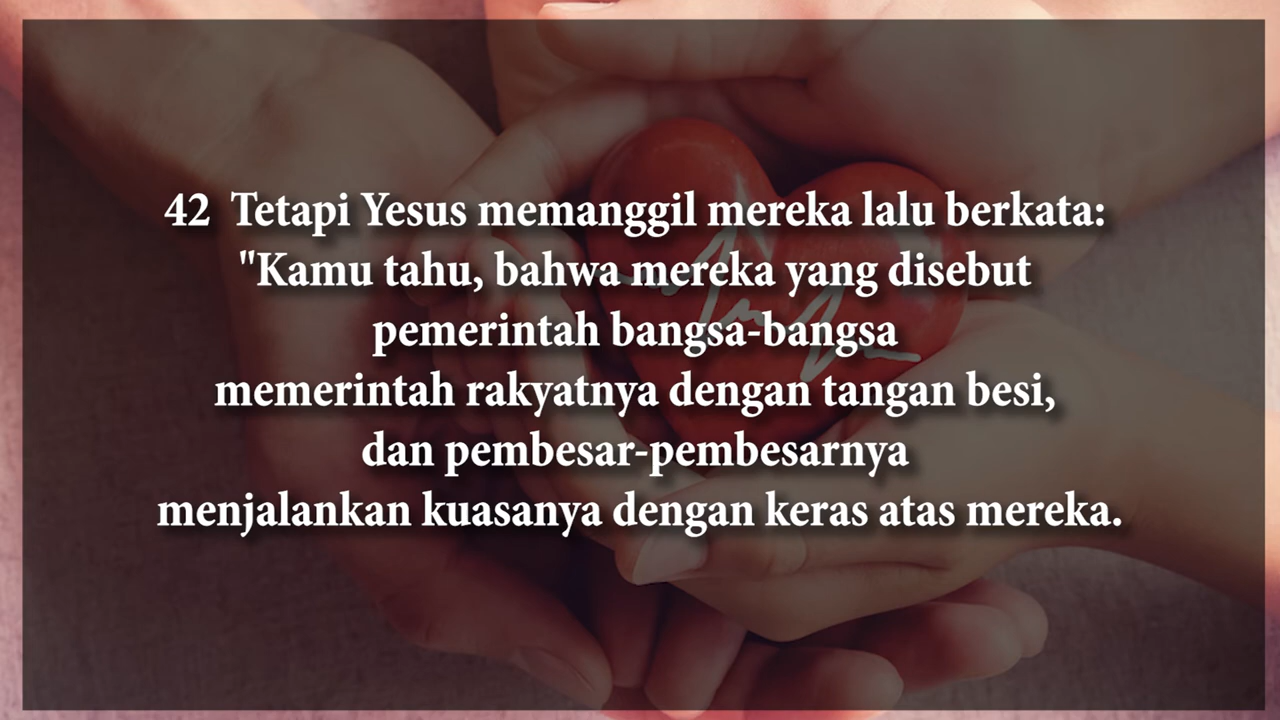 42  Tetapi Yesus memanggil mereka lalu berkata:
"Kamu tahu, bahwa mereka yang disebut
pemerintah bangsa-bangsa
memerintah rakyatnya dengan tangan besi,
dan pembesar-pembesarnya
menjalankan kuasanya dengan keras atas mereka.